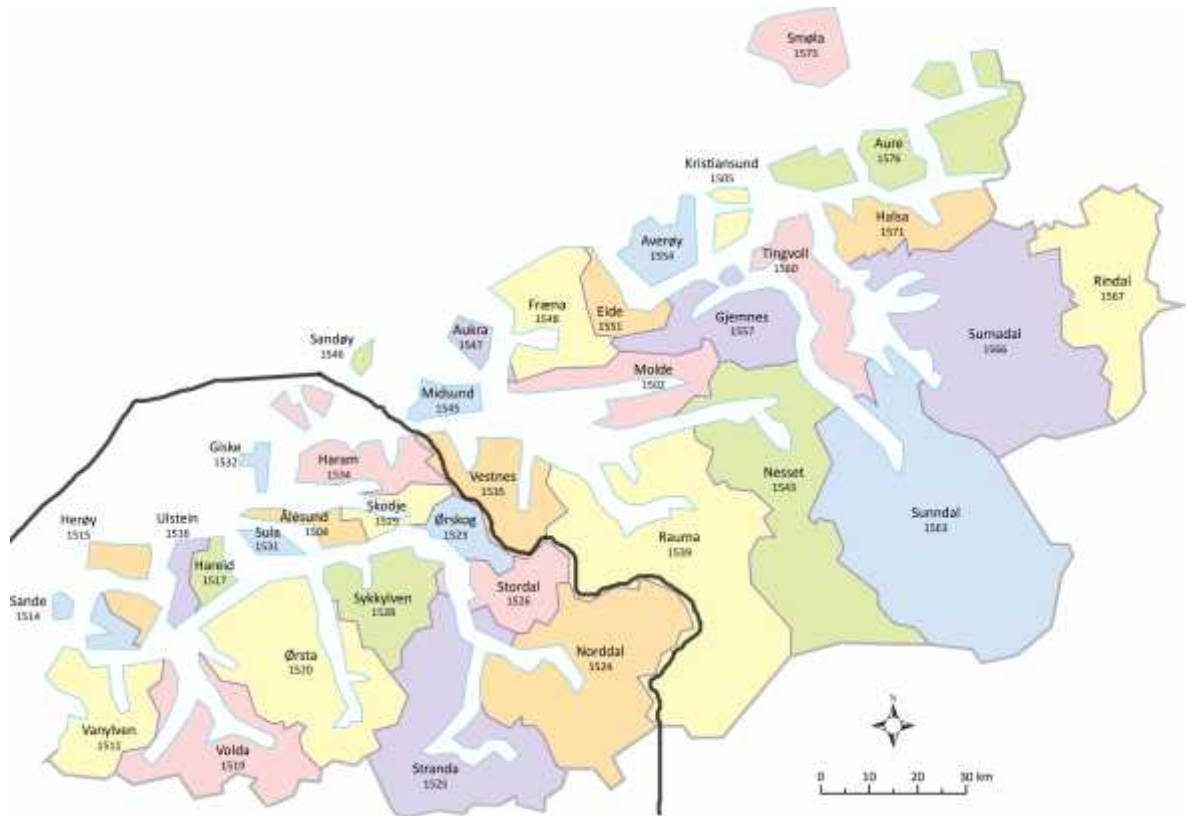 Smøla
1573
Aure
1576
Kristiansund
1505
Halsa
1571
Averøy
1554
Tingvoll
1560
Rindal
1567
Fræna
1548
Eide
1551
Gjemnes
1557
Surnadal
1566
Aukra
1547
Sandøy
1546
Molde
1502
Midsund
1545
Giske
1532
Haram
1534
Vestnes
1535
Nesset
1543
Sunndal
1563
Herøy
1515
Ulstein
1516
Ålesund
1504
Skodje
1529
Ørskog
1523
Sula
1531
Rauma
1539
Hareid
1517
Sande
1514
Sykkylven
1528
Stordal
1526
Ørsta
1520
Norddal
1524
Vanylven
1511
Volda
1519
Stranda
1525
N
0 10 20 30 km